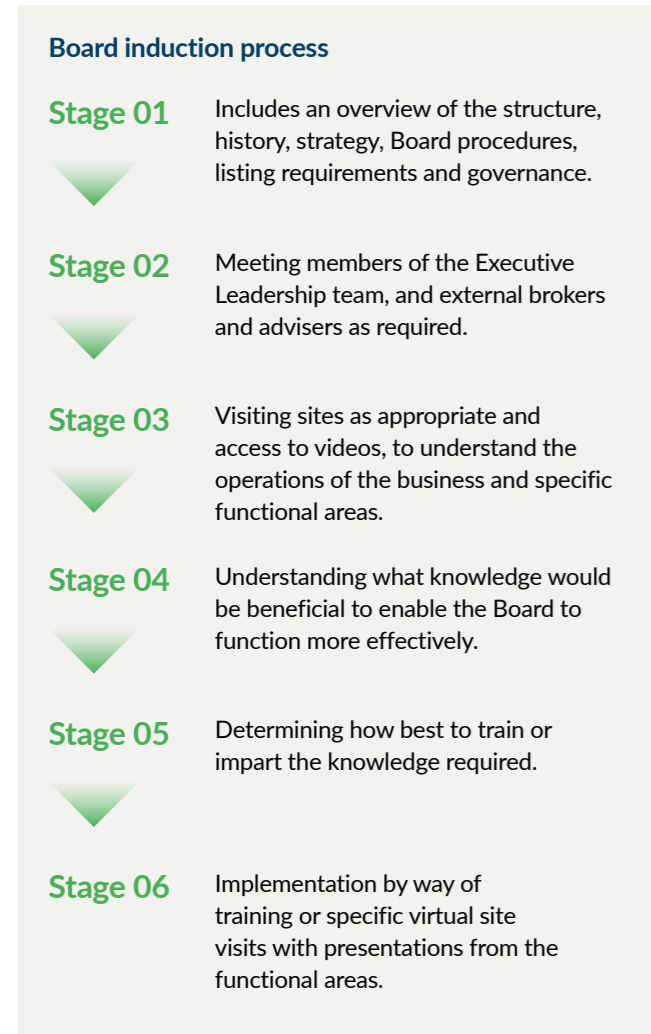 Board induction process
Stage 01
Includes an overview of the structure,
history, strategy, Board procedures,
listing requirements and governance.
Stage 02
Meeting members of the Executive
Leadership team, and external brokers
and advisers as required.
Stage 03
Visiting sites as appropriate and
access to videos, to understand the
operations of the business and specific
functional areas.
Stage 04
Understanding what knowledge would
be beneficial to enable the Board to
function more effectively.
Stage 05
Determining how best to train or
impart the knowledge required.
Stage 06
Implementation by way of
training or specific virtual site
visits with presentations from the
functional areas.